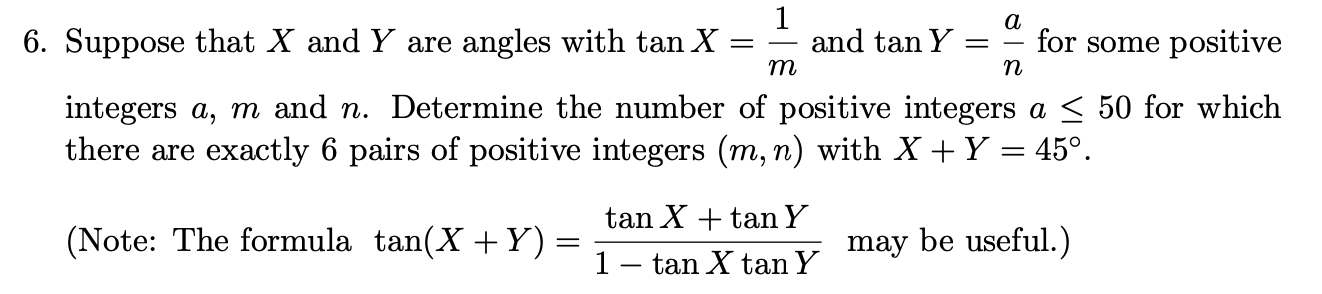 6. Suppose that X and Y are angles with tan X = 1/m and tan Y = a/n for some positive
integers a, m and n. Determine the number of positive integers a ≤ 50 for which
there are exactly 6 pairs of positive integers (m, n) with X + Y = 45°.
(Note: The formula tan(X + Y) = (tan X + tan Y)/(1 − tan X tan Y) may be useful.)